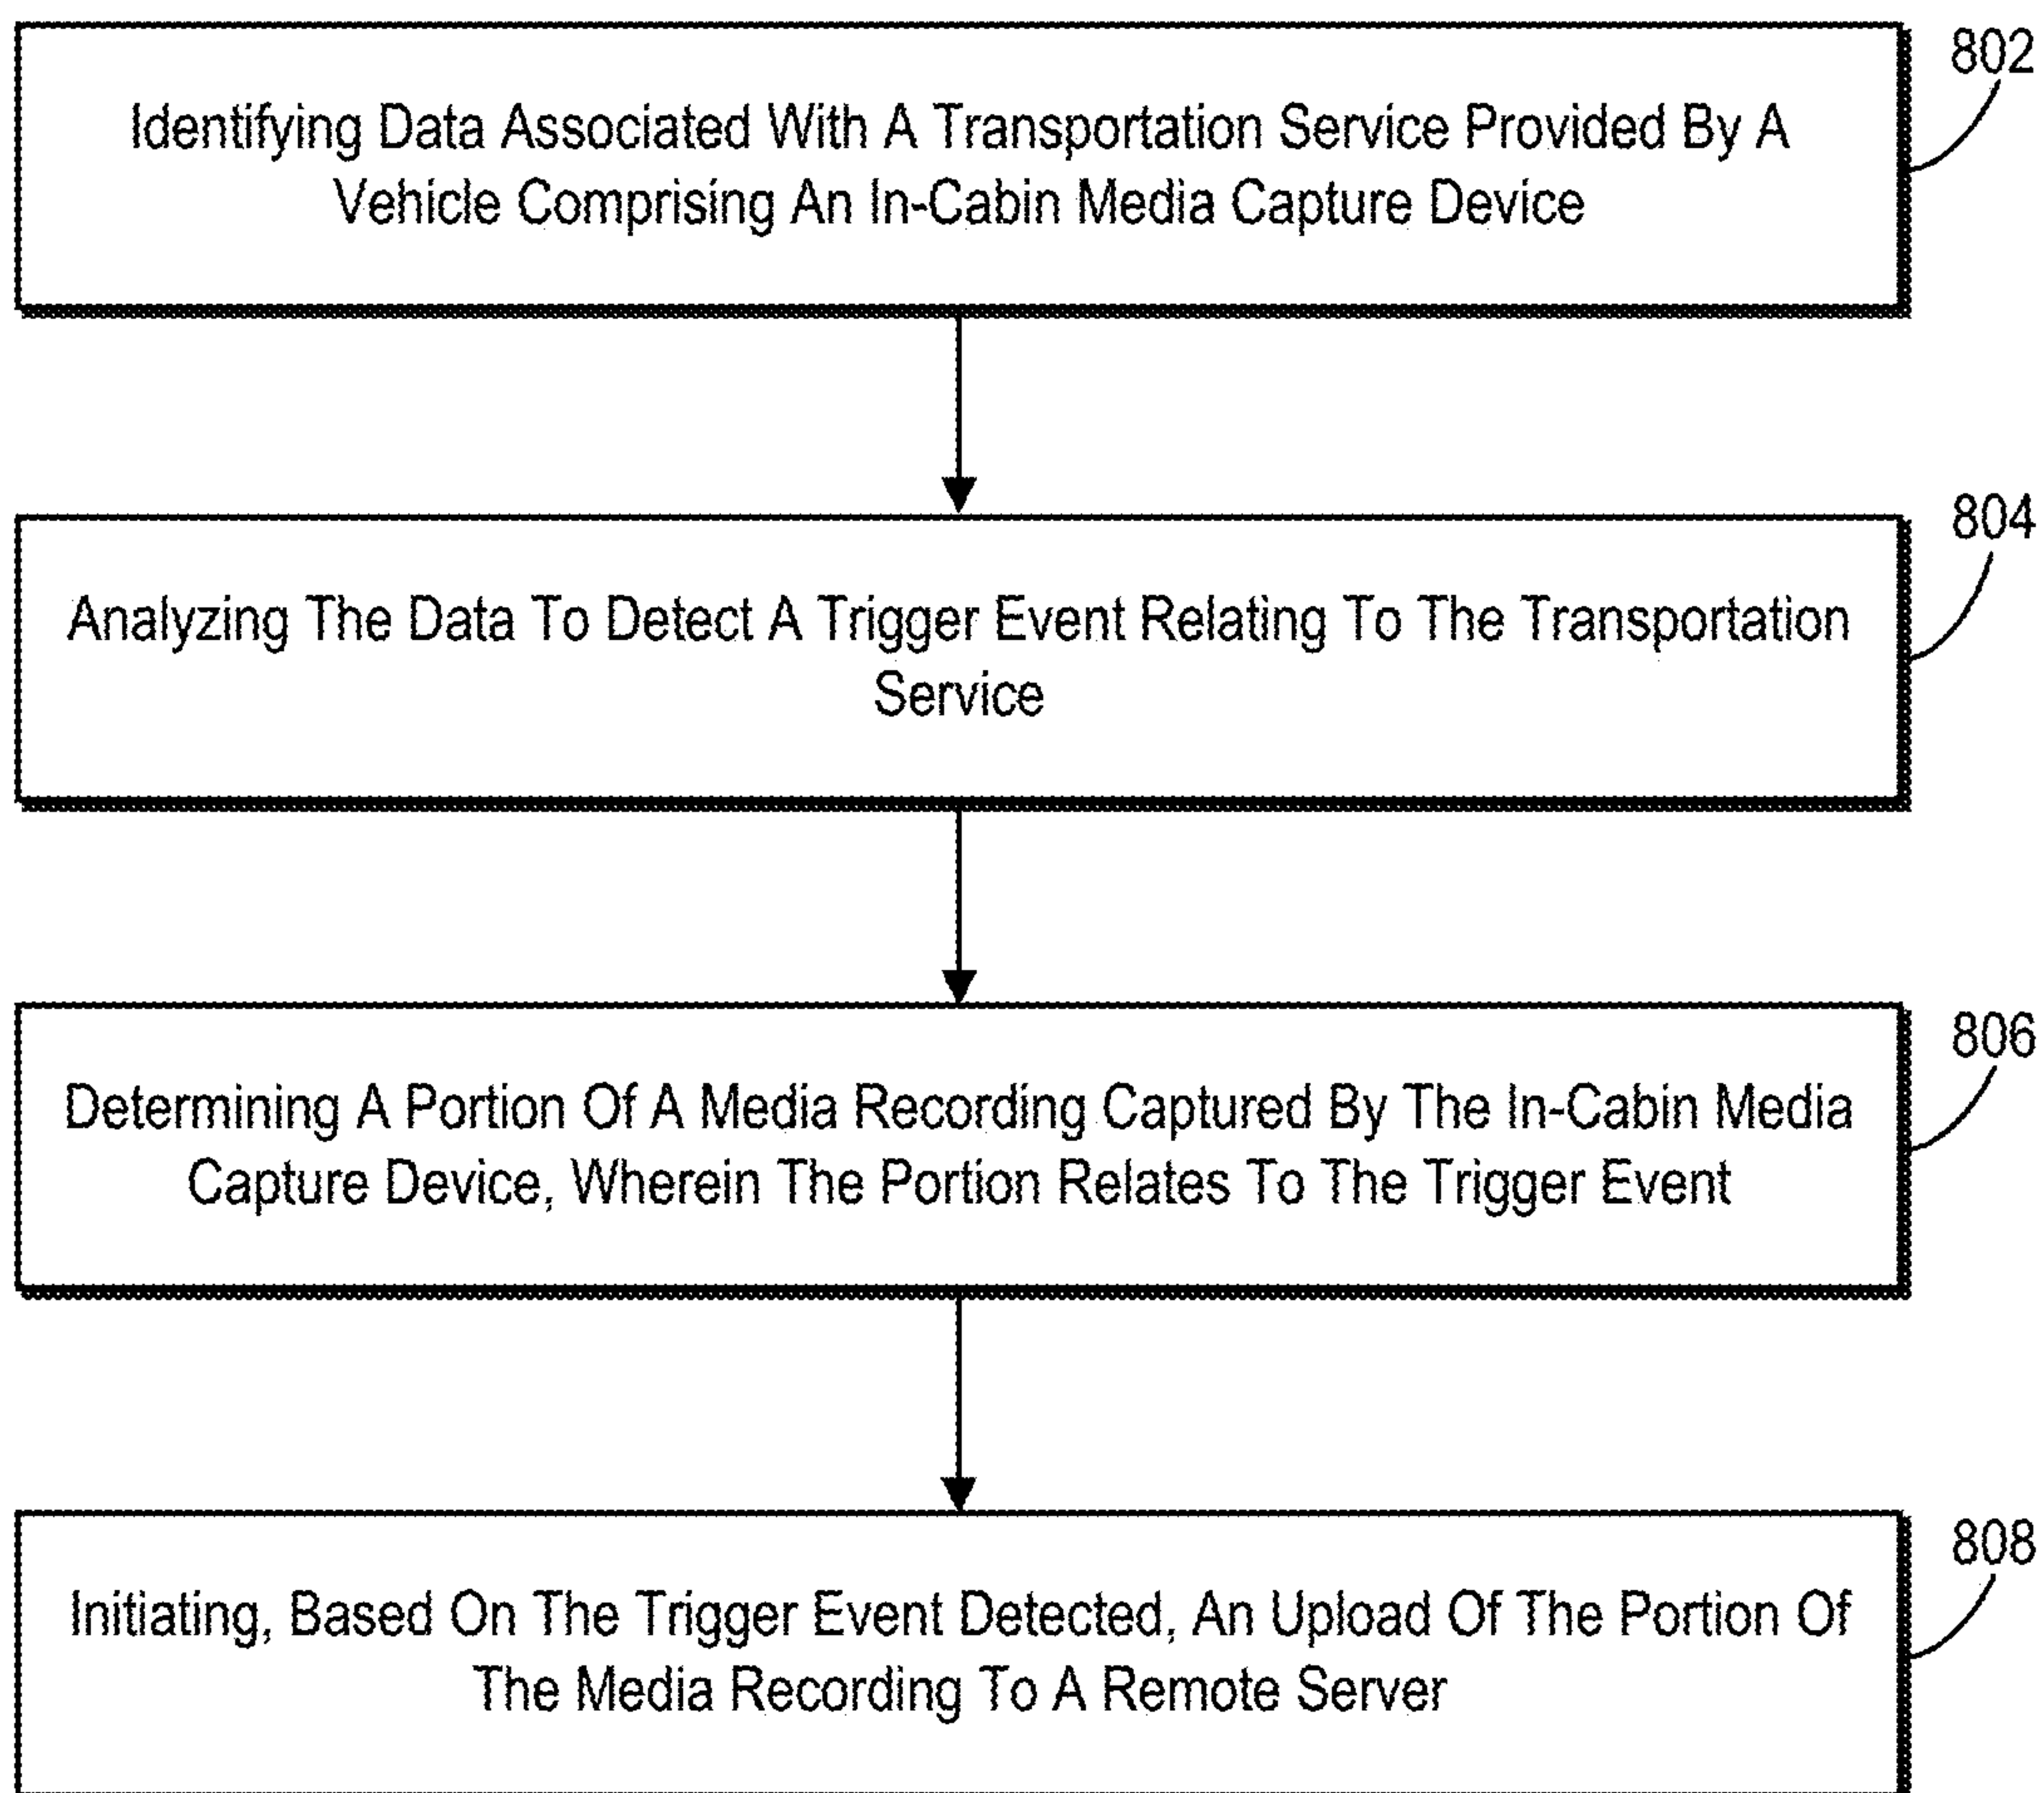 802
Identifying Data Associated With A Transportation Service Provided By A
Vehicle Comprising An In-Cabin Media Capture Device
804
Analyzing The Data To Detect A Trigger Event Relating To The Transportation
Service
806
Determining A Portion Of A Media Recording Captured By The In-Cabin Media
Capture Device, Wherein The Portion Relates To The Trigger Event
808
Initiating, Based On The Trigger Event Detected, An Upload Of The Portion Of
The Media Recording To A Remote Server